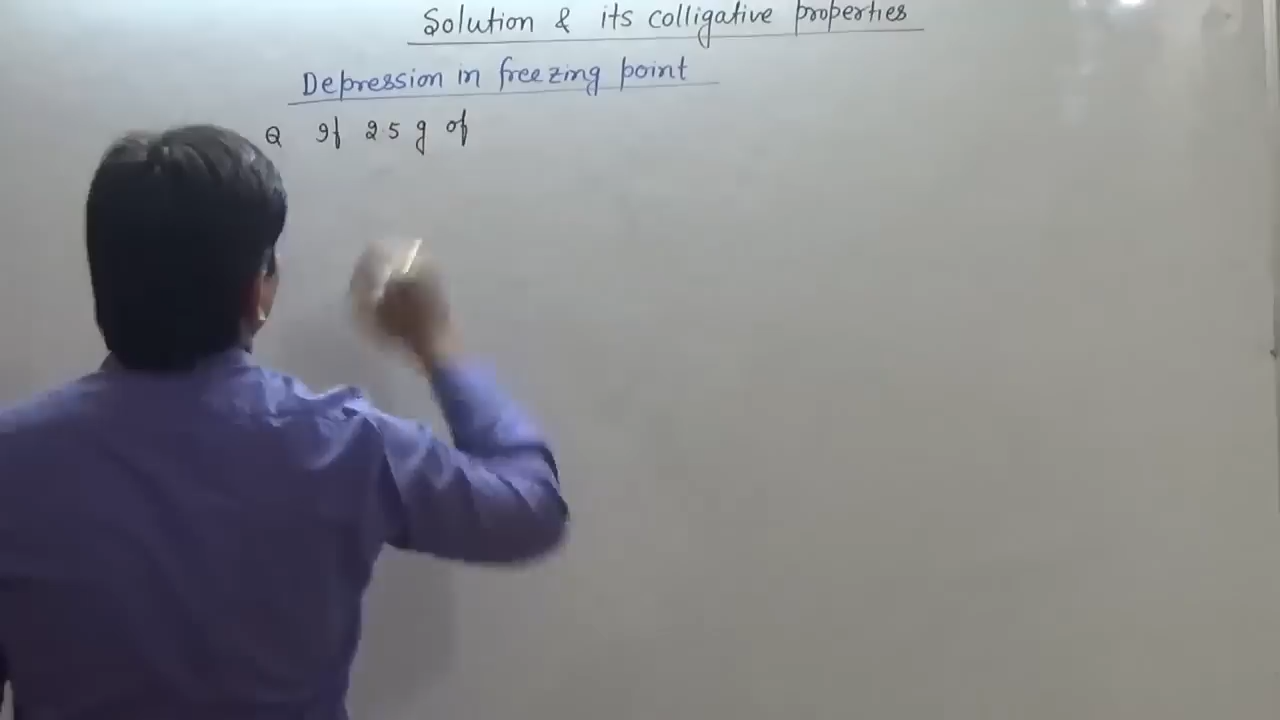 Solution & its colligative properties
Depression in freezing point
Q If 25 g of